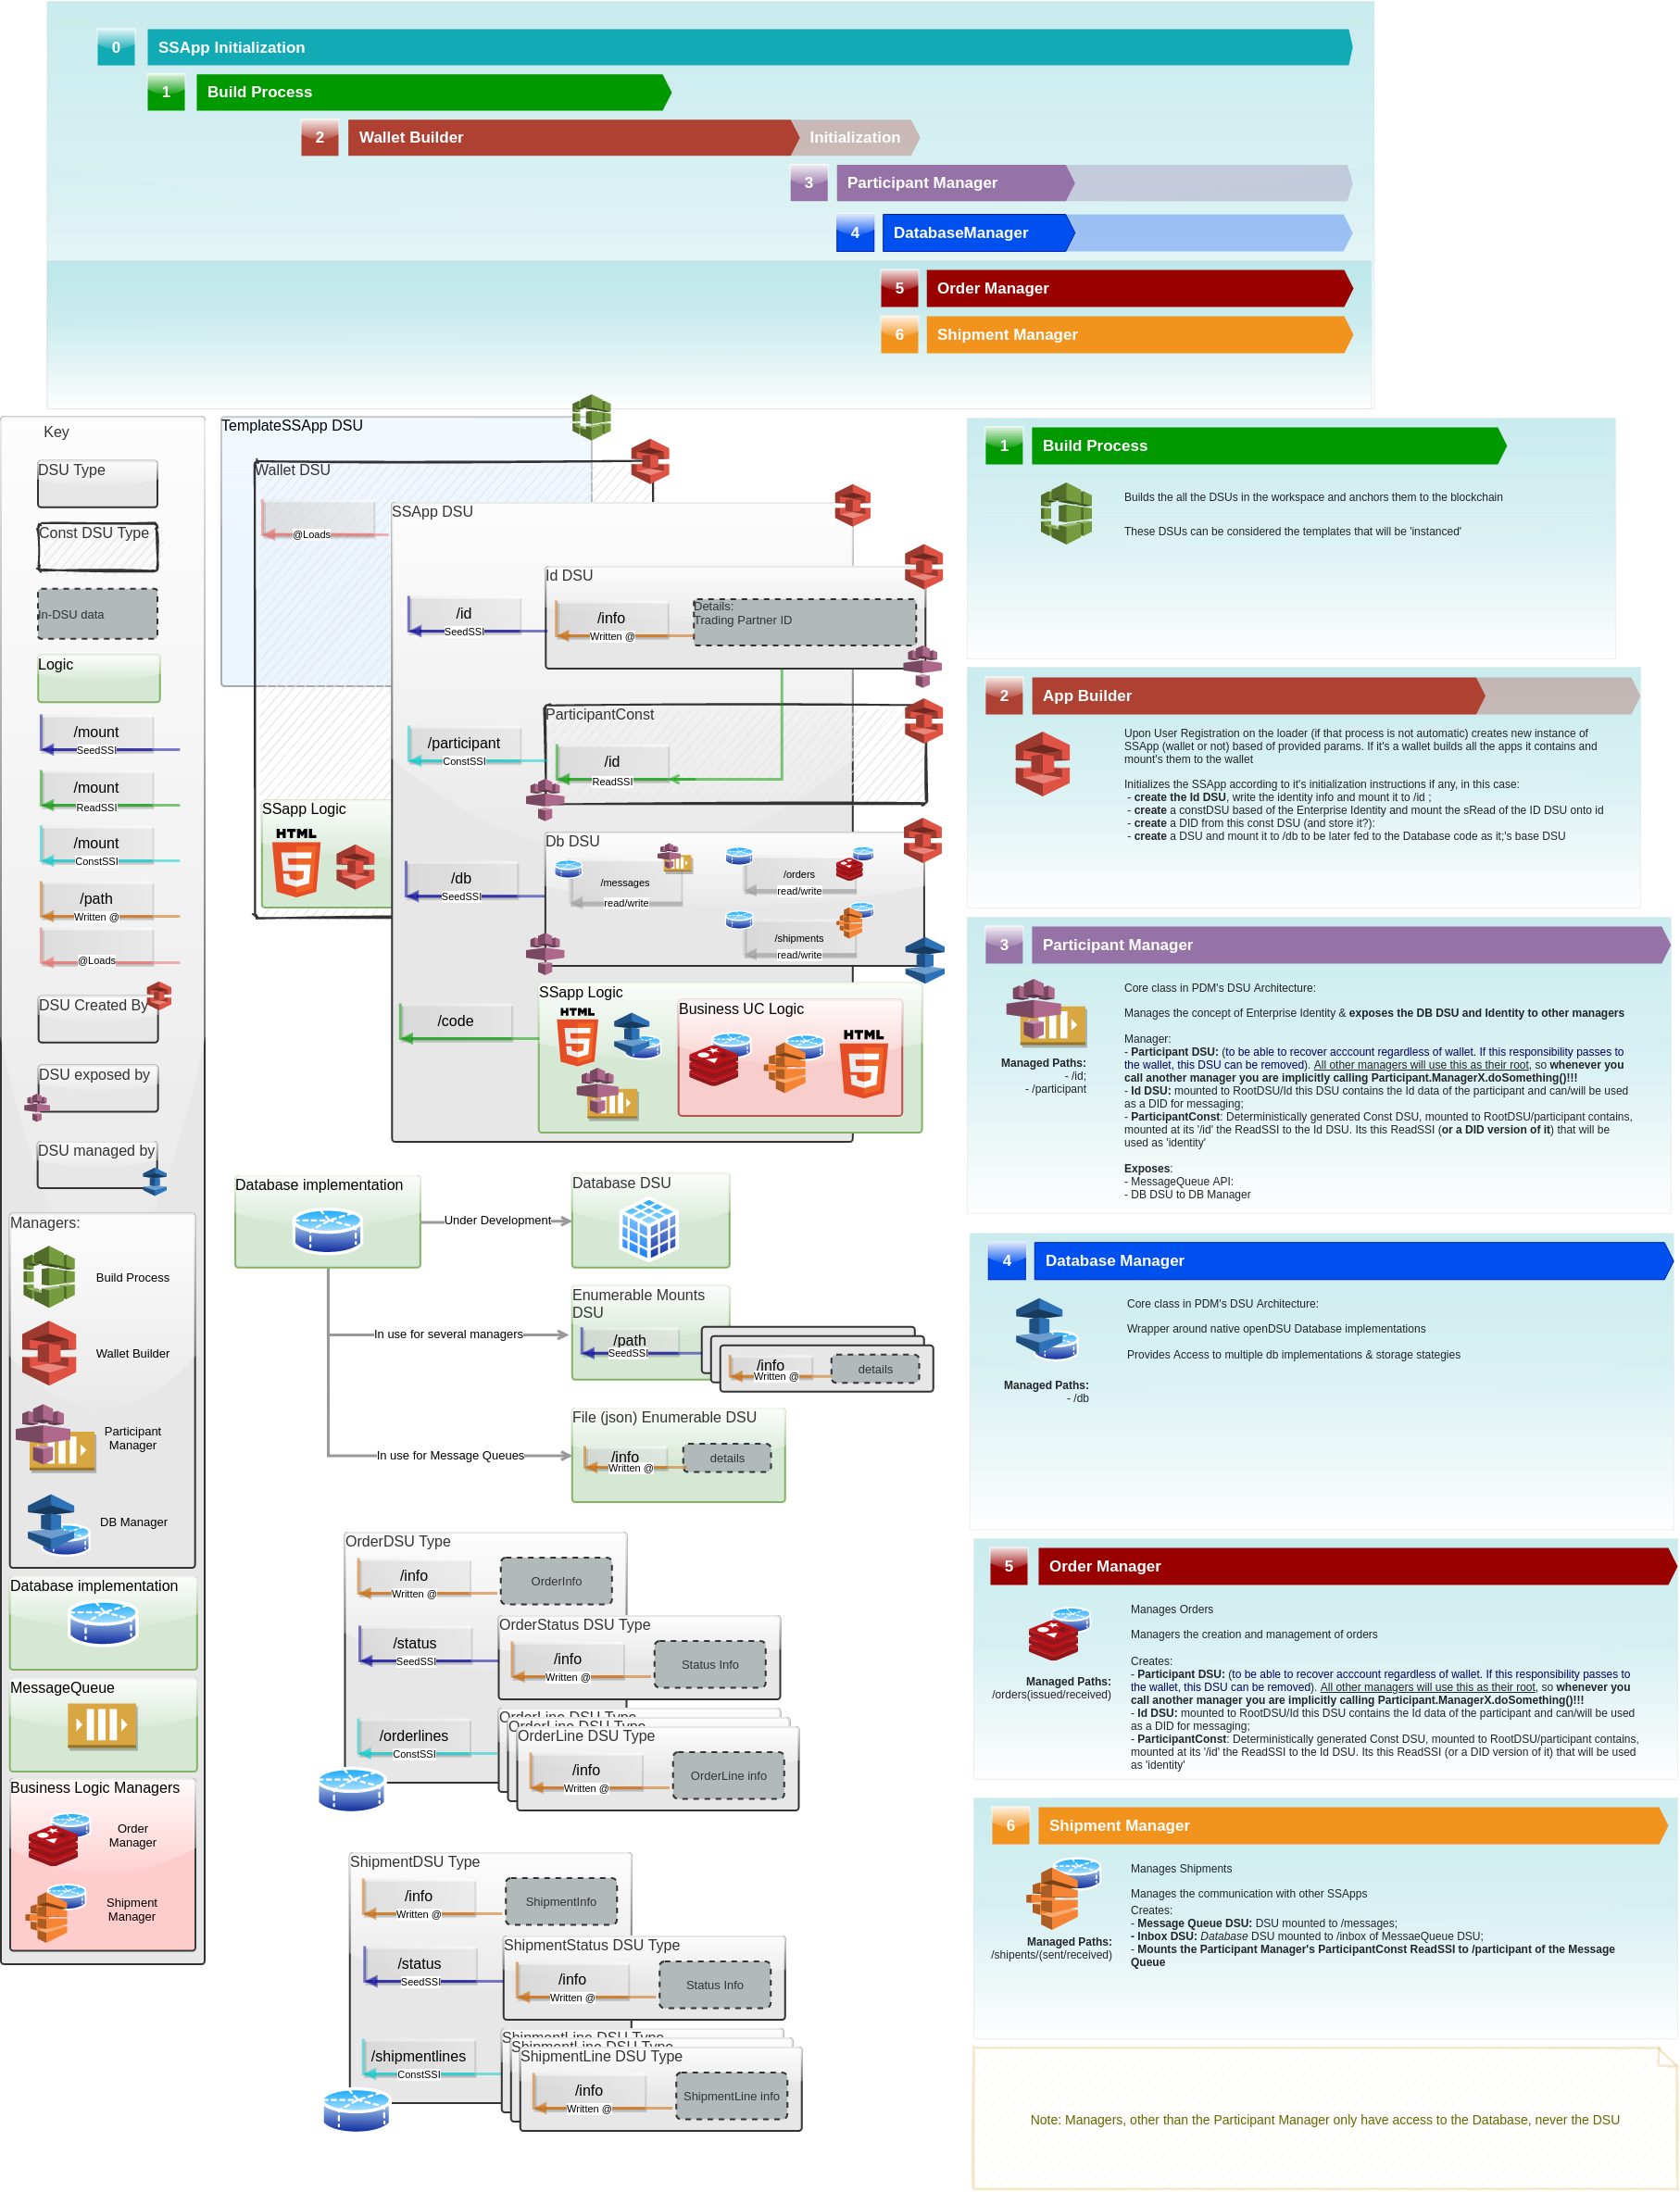 0
SSApp Initialization
1
Build Process
2
Wallet Builder
Initialization
3
Participant Manager
4
DatabaseManager
5
Order Manager
6
Shipment Manager
Key
DSU Type
Const DSU Type
In-DSU data
Logic
/mount
SeedSSI
/mount
ReadSSI
/mount
ConstSSI
/path
Written @
@Loads
DSU Created By
DSU exposed by
DSU managed by
Managers:
Build Process
Wallet Builder
Participant
Manager
DB Manager
Database implementation
MessageQueue
Business Logic Managers
Order
Manager
Shipment
Manager
TemplateSSApp DSU
Wallet DSU
@Loads
SSapp Logic
HTML
SSApp DSU
/id
SeedSSI
Id DSU
/info
Written @
Details:
Trading Partner ID
/participant
ConstSSI
ParticipantConst
/id
ReadSSI
/db
SeedSSI
Db DSU
/messages
read/write
/orders
read/write
/shipments
read/write
/code
SSapp Logic
HTML
Business UC Logic
HTML
Database implementation
Under Development
Database DSU
In use for several managers
Enumerable Mounts
DSU
/path
SeedSSI
/info
Written @
details
In use for Message Queues
File (json) Enumerable DSU
/info
Written @
details
OrderDSU Type
/info
Written @
OrderInfo
/status
SeedSSI
OrderStatus DSU Type
/info
Written @
Status Info
/orderlines
ConstSSI
OrderLine DSU Type
OrderLine DSU Type
OrderLine DSU Type
/info
Written @
OrderLine info
ShipmentDSU Type
/info
Written @
ShipmentInfo
/status
SeedSSI
ShipmentStatus DSU Type
/info
Written @
Status Info
/shipmentlines
ConstSSI
ShipmentLine DSU Type
ShipmentLine DSU Type
ShipmentLine DSU Type
/info
Written @
ShipmentLine info
1
Build Process
Builds the all the DSUs in the workspace and anchors them to the blockchain
These DSUs can be considered the templates that will be 'instanced'
2
App Builder
Upon User Registration on the loader (if that process is not automatic) creates new instance of
SSApp (wallet or not) based of provided params. If it's a wallet builds all the apps it contains and
mount's them to the wallet
Initializes the SSApp according to it's initialization instructions if any, in this case:
- create the Id DSU, write the identity info and mount it to /id ;
- create a constDSU based of the Enterprise Identity and mount the sRead of the ID DSU onto id
- create a DID from this const DSU (and store it?):
- create a DSU and mount it to /db to be later fed to the Database code as it;'s base DSU
3
Participant Manager
Managed Paths:
- /id;
- /participant
Core class in PDM's DSU Architecture:
Manages the concept of Enterprise Identity & exposes the DB DSU and Identity to other managers
Manager:
- Participant DSU: (to be able to recover acccount regardless of wallet. If this responsibility passes to
the wallet, this DSU can be removed). All other managers will use this as their root, so whenever you
call another manager you are implicitly calling Participant.ManagerX.doSomething()!!!
- Id DSU: mounted to RootDSU/Id this DSU contains the Id data of the participant and can/will be used
as a DID for messaging;
- ParticipantConst: Deterministically generated Const DSU, mounted to RootDSU/participant contains,
mounted at its '/id' the ReadSSI to the Id DSU. Its this ReadSSI (or a DID version of it) that will be
used as 'identity'
Exposes:
- MessageQueue API:
- DB DSU to DB Manager
4
Database Manager
Managed Paths:
- /db
Core class in PDM's DSU Architecture:
Wrapper around native openDSU Database implementations
Provides Access to multiple db implementations & storage stategies
5
Order Manager
Managed Paths:
/orders(issued/received)
Manages Orders
Managers the creation and management of orders
Creates:
- Participant DSU: (to be able to recover acccount regardless of wallet. If this responsibility passes to
the wallet, this DSU can be removed). All other managers will use this as their root, so whenever you
call another manager you are implicitly calling Participant.ManagerX.doSomething()!!!
- Id DSU: mounted to RootDSU/Id this DSU contains the Id data of the participant and can/will be used
as a DID for messaging;
- ParticipantConst: Deterministically generated Const DSU, mounted to RootDSU/participant contains,
mounted at its '/id' the ReadSSI to the Id DSU. Its this ReadSSI (or a DID version of it) that will be used
as 'identity'
6
Shipment Manager
Managed Paths:
/shipents/(sent/received)
Manages Shipments
Manages the communication with other SSApps
Creates:
- Message Queue DSU: DSU mounted to /messages;
- Inbox DSU: Database DSU mounted to /inbox of MessaeQueue DSU;
- Mounts the Participant Manager's ParticipantConst ReadSSI to /participant of the Message
Queue
Note: Managers, other than the Participant Manager only have access to the Database, never the DSU